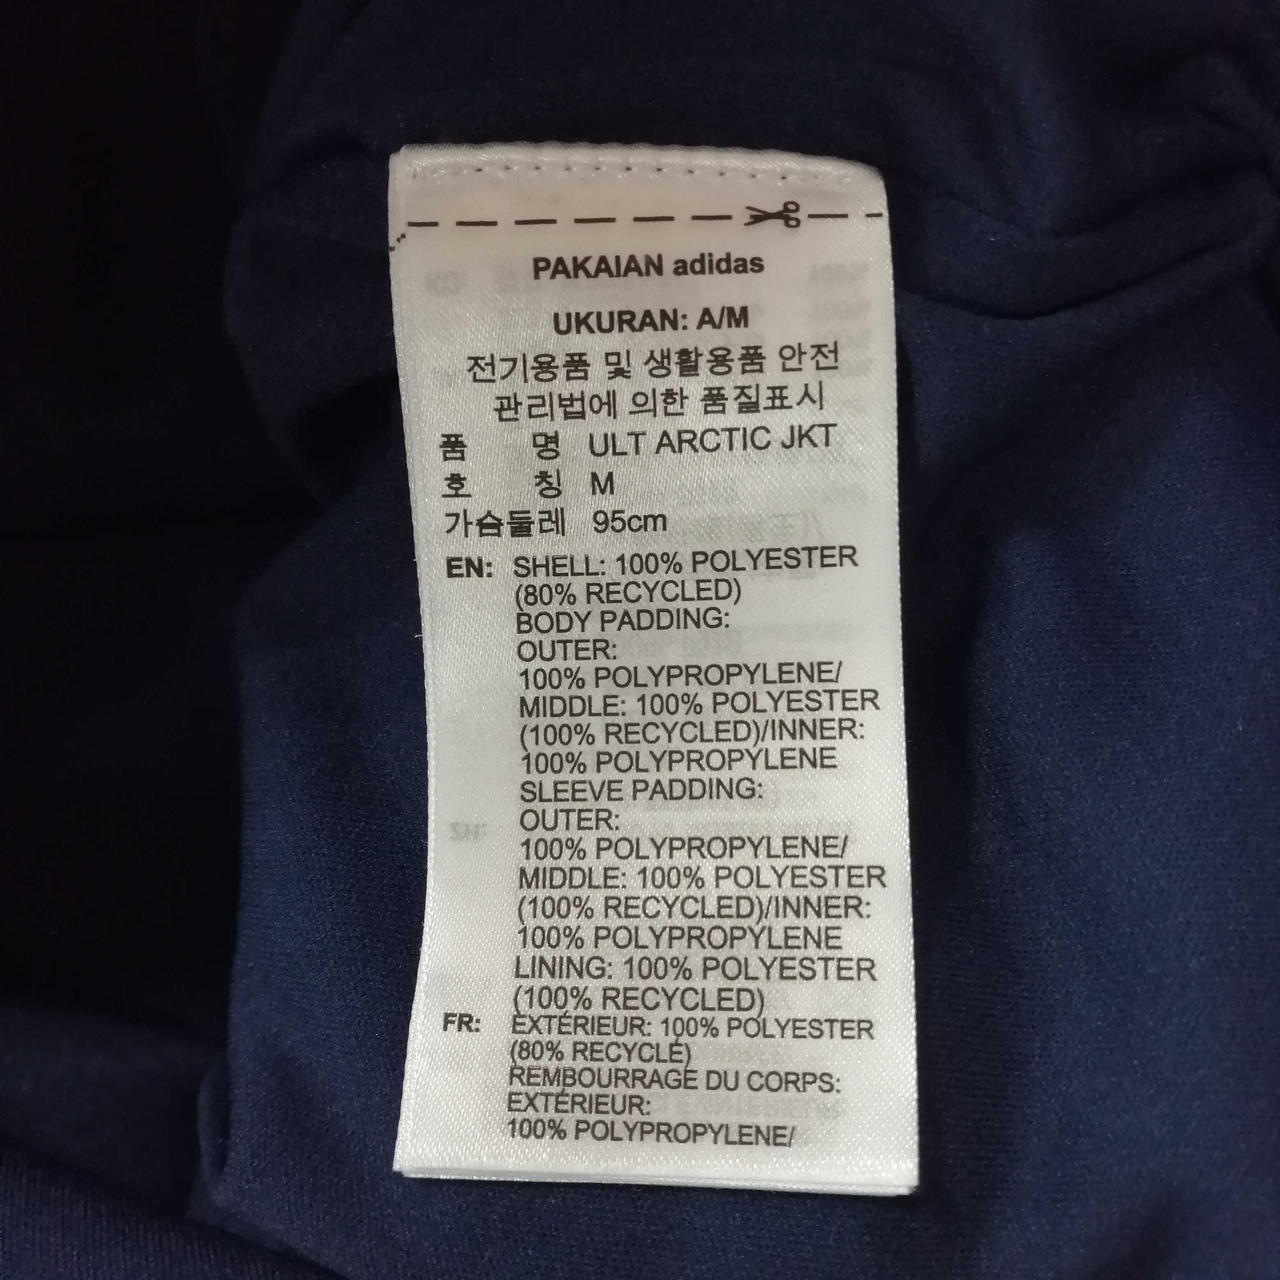 PAKAIAN adidas
UKURAN: A/M
전기용품 및 생활용품 안전
관리법에 의한 품질표시
품 명 ULT ARCTIC JKT
호 칭 M
가슴둘레 95cm
EN: SHELL: 100% POLYESTER
(80% RECYCLED)
BODY PADDING:
OUTER:
100% POLYPROPYLENE/
MIDDLE: 100% POLYESTER
(100% RECYCLED)/INNER:
100% POLYPROPYLENE
SLEEVE PADDING:
OUTER:
100% POLYPROPYLENE/
MIDDLE: 100% POLYESTER
(100% RECYCLED)/INNER:
100% POLYPROPYLENE
LINING: 100% POLYESTER
(100% RECYCLED)
FR: EXTÉRIEUR: 100% POLYESTER
(80% RECYCLÉ)
REMBOURRAGE DU CORPS:
EXTÉRIEUR:
100% POLYPROPYLENE/